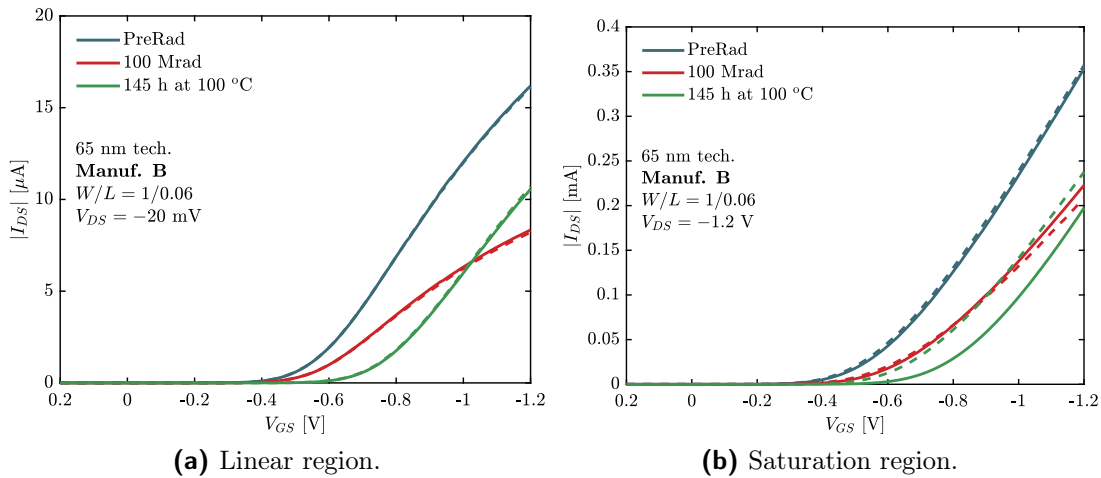 20
15
10
5
0
|I_DS| [μA]
PreRad
100 Mrad
145 h at 100 °C
65 nm tech.
Manuf. B
W/L = 1/0.06
V_DS = −20 mV
0.2 0 -0.2 -0.4 -0.6 -0.8 -1 -1.2
V_GS [V]
(a) Linear region.
0.4
0.35
0.3
0.25
0.2
0.15
0.1
0.05
0
|I_DS| [mA]
PreRad
100 Mrad
145 h at 100 °C
65 nm tech.
Manuf. B
W/L = 1/0.06
V_DS = −1.2 V
0.2 0 -0.2 -0.4 -0.6 -0.8 -1 -1.2
V_GS [V]
(b) Saturation region.